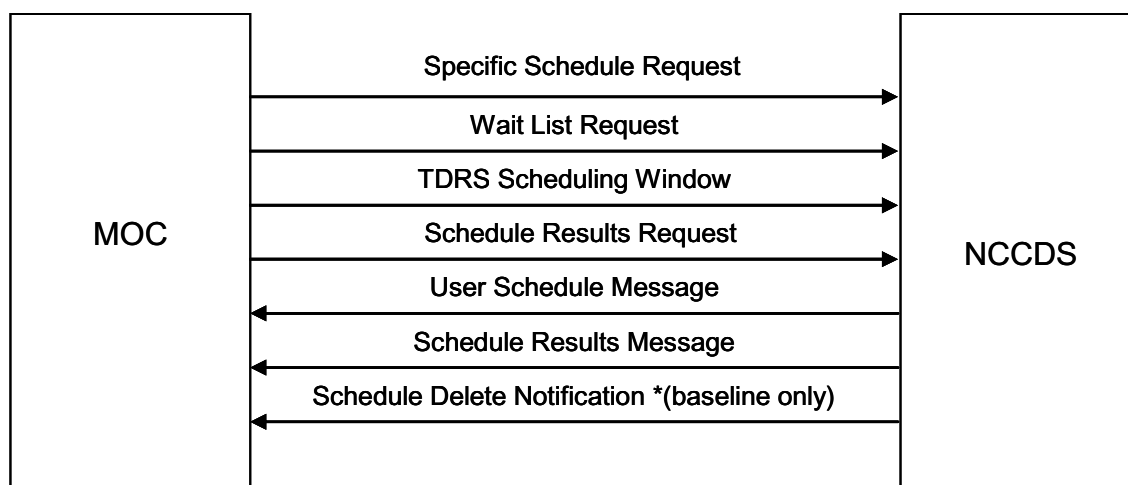 Specific Schedule Request
Wait List Request
TDRS Scheduling Window
MOC
Schedule Results Request
NCCDS
User Schedule Message
Schedule Results Message
Schedule Delete Notification *(baseline only)